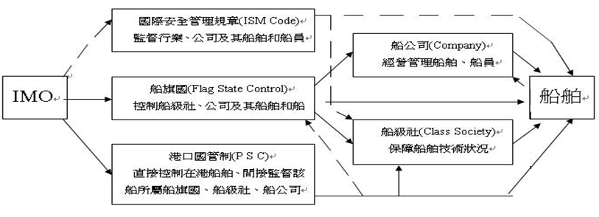 國際安全管理規章(ISM Code)
監督行業、公司及其船舶和船員
船公司(Company)
經營管理船舶、船員
IMO
船旗國(Flag State Control)
控制船級社、公司及其船舶和船
船舶
船級社(Class Society)
保障船舶技術狀況
港口國管制(P S C)
直接控制在港船舶、間接監督該
船所屬船旗國、船級社、船公司